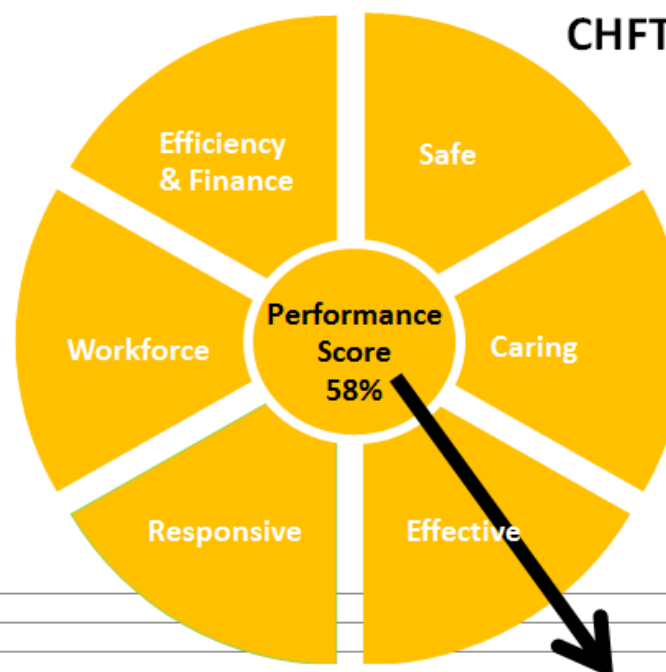 CHFT
Efficiency
& Finance
Safe
Performance
Score
58%
Workforce
Caring
Responsive
Effective